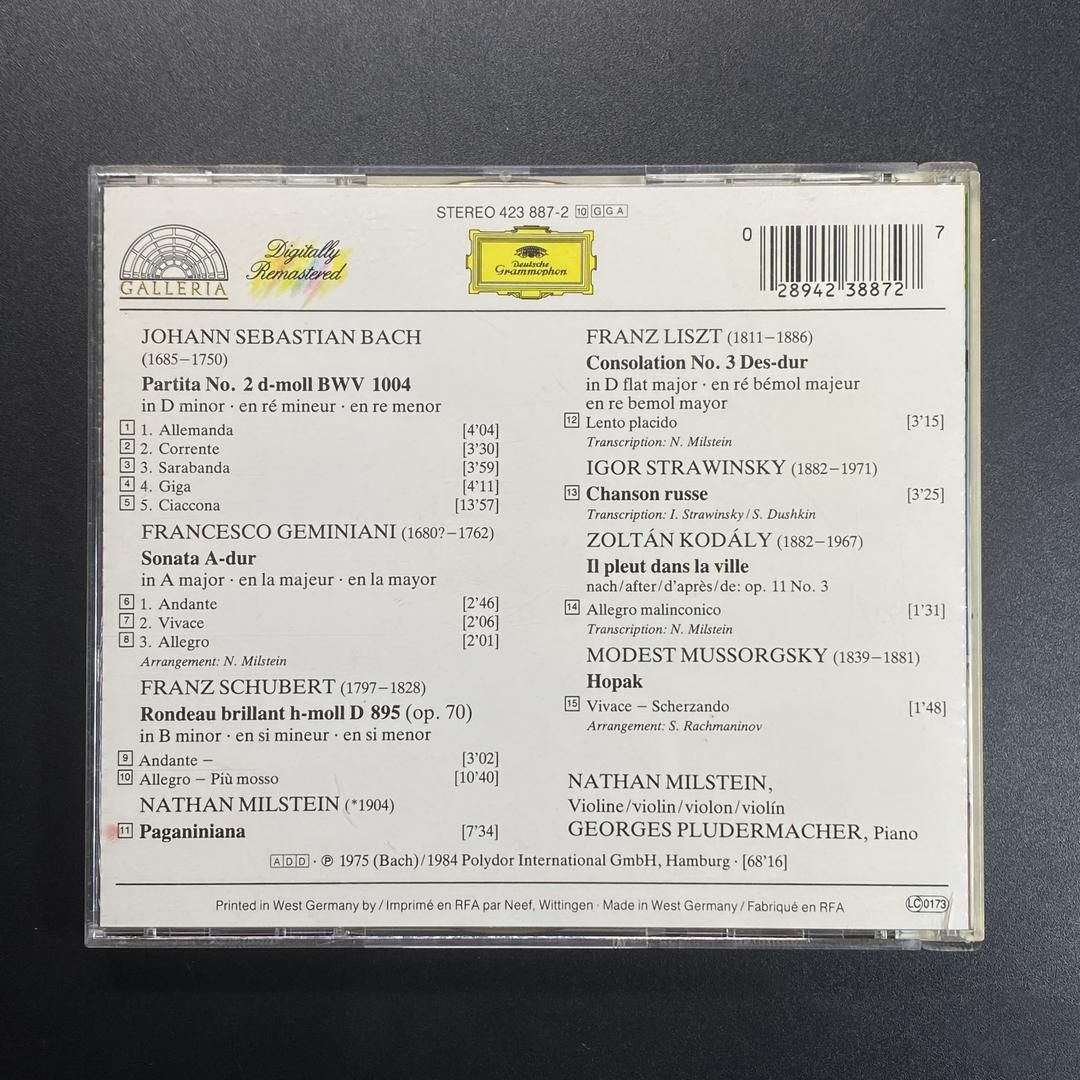 STEREO 423 887-2 10 G G A
GALLERIA
Digitally
Remastered
Deutsche
Grammophon
0 28942 38872 7
JOHANN SEBASTIAN BACH
(1685–1750)
Partita No. 2 d-moll BWV 1004
in D minor · en ré mineur · en re menor
1 1. Allemanda [4’04]
2 2. Corrente [3’30]
3 3. Sarabanda [3’59]
4 4. Giga [4’11]
5 5. Ciaccona [13’57]
FRANCESCO GEMINIANI (1680?–1762)
Sonata A-dur
in A major · en la majeur · en la mayor
6 1. Andante [2’46]
7 2. Vivace [2’06]
8 3. Allegro [2’01]
Arrangement: N. Milstein
FRANZ SCHUBERT (1797–1828)
Rondeau brillant h-moll D 895 (op. 70)
in B minor · en si mineur · en si menor
9 Andante – [3’02]
10 Allegro – Più mosso [10’40]
NATHAN MILSTEIN (*1904)
11 Paganiniana [7’34]
FRANZ LISZT (1811–1886)
Consolation No. 3 Des-dur
in D flat major · en ré bémol majeur
en re bemol mayor
12 Lento placido [3’15]
Transcription: N. Milstein
IGOR STRAWINSKY (1882–1971)
13 Chanson russe [3’25]
Transcription: I. Strawinsky / S. Dushkin
ZOLTÁN KODÁLY (1882–1967)
Il pleut dans la ville
nach/after/d’après/de: op. 11 No. 3
14 Allegro malinconico [1’31]
Transcription: N. Milstein
MODEST MUSSORGSKY (1839–1881)
Hopak
15 Vivace – Scherzando [1’48]
Arrangement: S. Rachmaninov
NATHAN MILSTEIN,
Violine/violin/violon/violín
GEORGES PLUDERMACHER, Piano
ADD · ℗ 1975 (Bach)/1984 Polydor International GmbH, Hamburg · [68’16]
Printed in West Germany by / Imprimé en RFA par Neef, Wittingen · Made in West Germany / Fabriqué en RFA
LC 0173